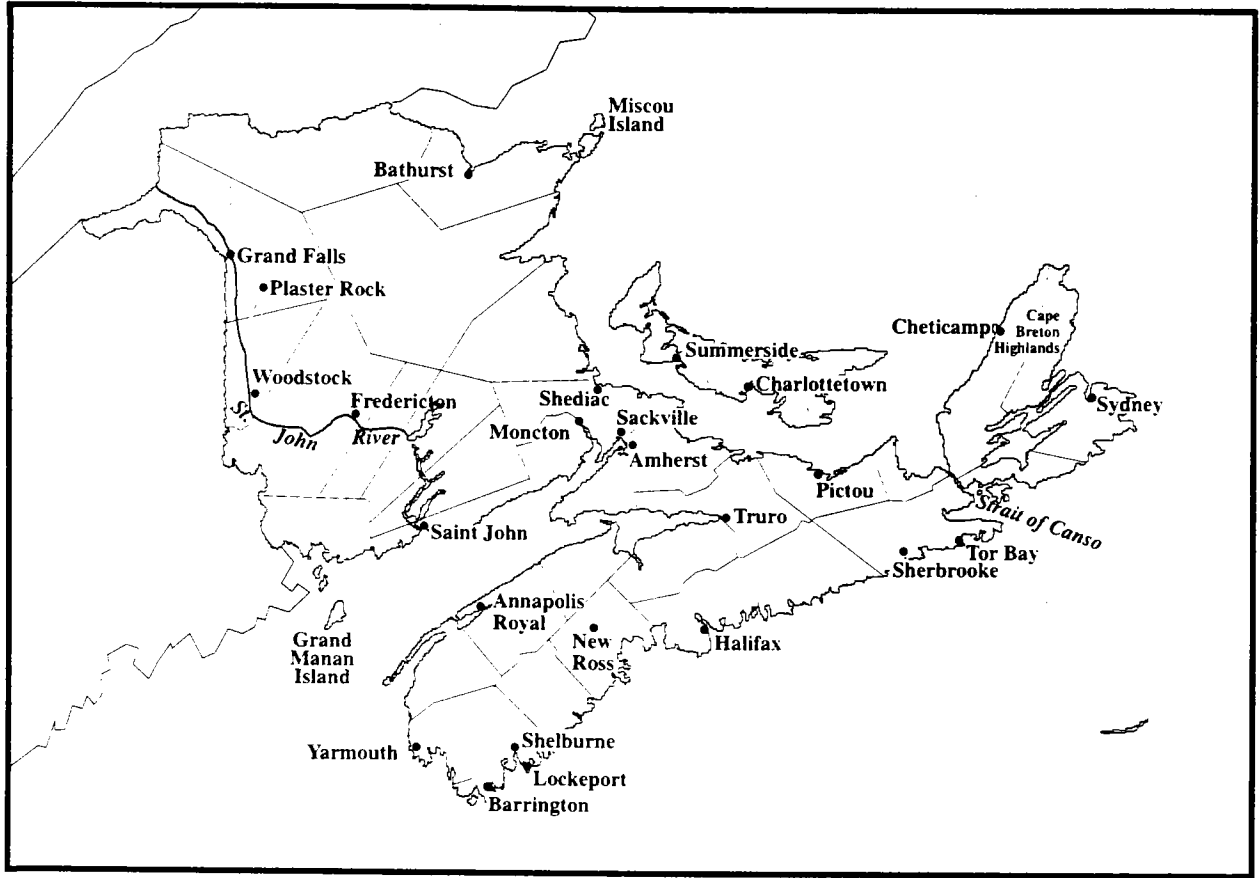 Miscou
Island
Bathurst
Grand Falls
Plaster Rock
Cheticamp
Cape
Breton
Highlands
Summerside
Woodstock
Charlottetown
Fredericton
Shediac
Sydney
St.
John
River
Sackville
Moncton
Amherst
Pictou
Strait of Canso
Truro
Saint John
Tor Bay
Sherbrooke
Annapolis
Royal
Grand
Manan
Island
New
Ross
Halifax
Yarmouth
Shelburne
Lockeport
Barrington